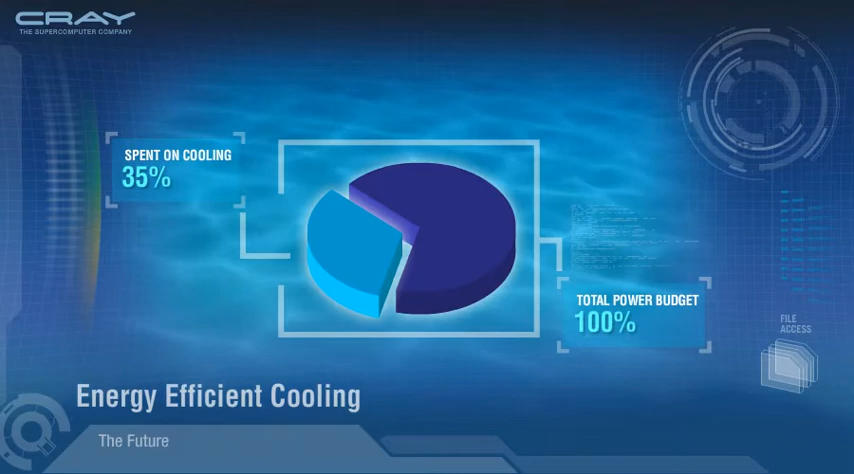 CRAY
THE SUPERCOMPUTER COMPANY
SPENT ON COOLING
35%
TOTAL POWER BUDGET
100%
FILE
ACCESS
Energy Efficient Cooling
The Future